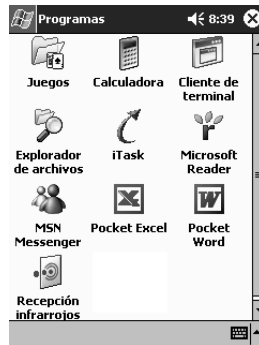 Programas 8:39
Juegos Calculadora Cliente de
terminal
Explorador iTask Microsoft
de archivos Reader
MSN Pocket Excel Pocket
Messenger Word
Recepción
infrarrojos